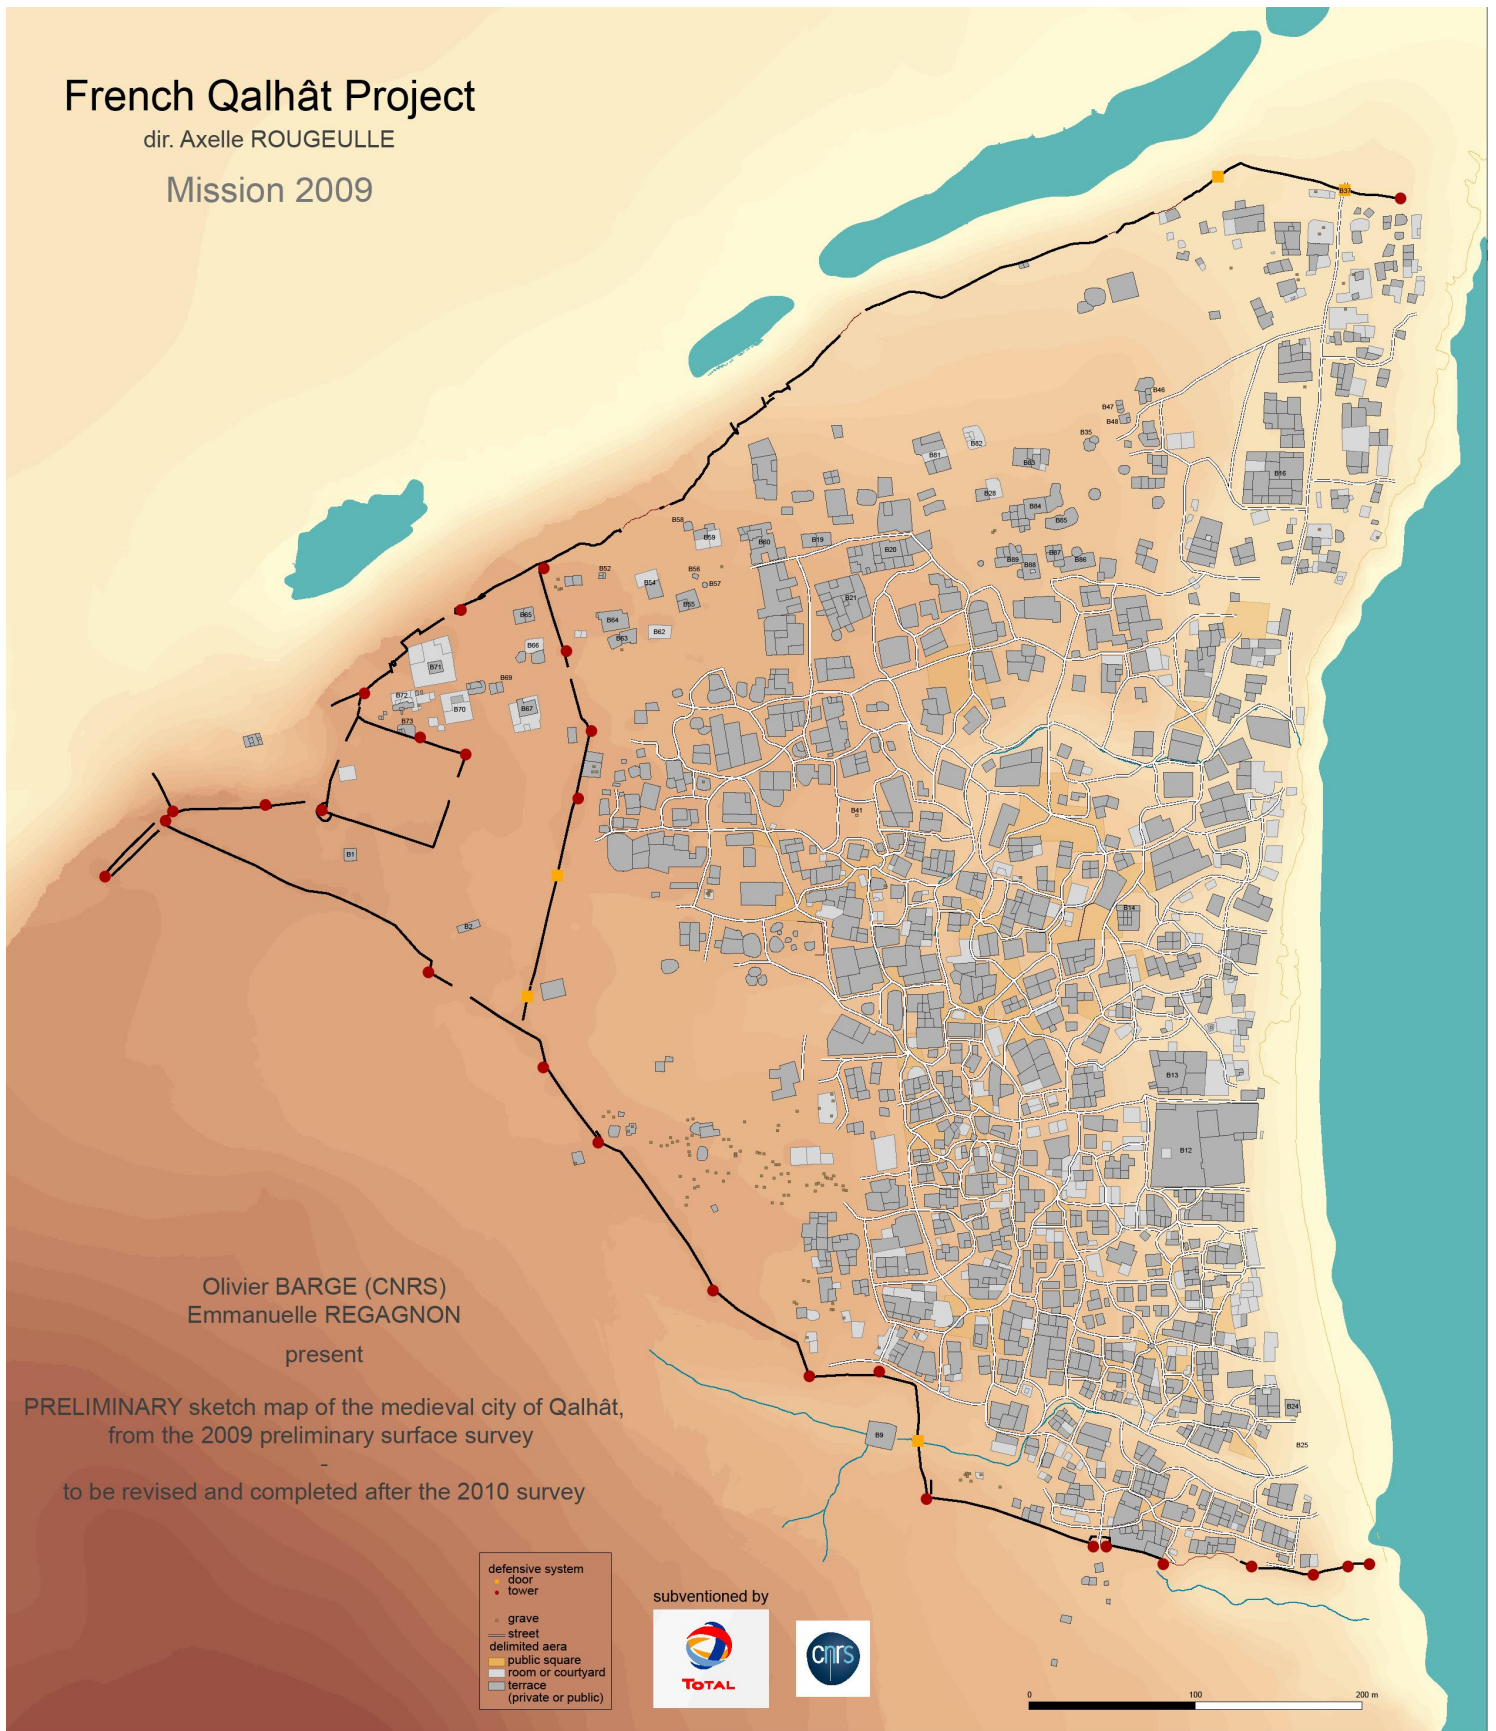 French Qalhât Project
dir. Axelle ROUGEULLE
Mission 2009
B37
B46
B47
B48
B35
B82
B81
B83
B16
B28
B84
B85
B58
B59
B60
B19
B20
B89
B88
B87
B86
B52
B54
B56
B57
B55
B21
B65
B64
B63
B62
B66
B71
B69
B72
B70
B67
B73
B41
B1
B2
B14
B13
B12
B24
B25
B9
Olivier BARGE (CNRS)
Emmanuelle REGAGNON
present
PRELIMINARY sketch map of the medieval city of Qalhât,
from the 2009 preliminary surface survey
-
to be revised and completed after the 2010 survey
defensive system
door
tower
grave
street
delimited aera
public square
room or courtyard
terrace
(private or public)
subventioned by
TOTAL
cnrs
0 100 200 m